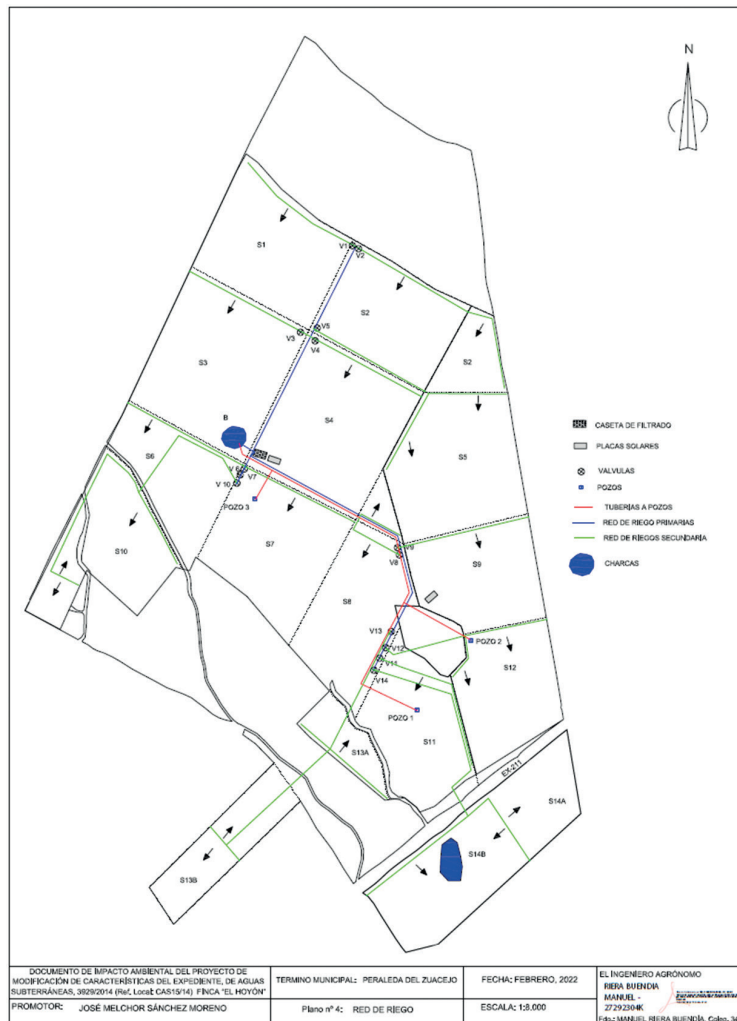 N
S1
V1
V2
S2
V5
V3
V4
S2
S3
S4
B
S5
S6
V 6
V7
V 10
POZO 3
S7
V9
V8
S9
S10
S8
V13
V12
V11
V14
POZO 2
S12
POZO 1
S11
S13A
EX-211
S14A
S14B
S13B
CASETA DE FILTRADO
PLACAS SOLARES
VALVULAS
POZOS
TUBERÍAS A POZOS
RED DE RIEGO PRIMARIAS
RED DE RIEGOS SECUNDARIA
CHARCAS
DOCUMENTO DE IMPACTO AMBIENTAL DEL PROYECTO DE
MODIFICACIÓN DE CARACTERÍSTICAS DEL EXPEDIENTE, DE AGUAS
SUBTERRÁNEAS, 3929/2014 (Ref. Local: CAS15/14) FINCA "EL HOYÓN"
TERMINO MUNICIPAL: PERALEDA DEL ZUACEJO
FECHA: FEBRERO, 2022
EL INGENIERO AGRÓNOMO
RIERA BUENDIA
MANUEL -
27292304K
PROMOTOR: JOSÉ MELCHOR SÁNCHEZ MORENO
Plano nº 4: RED DE RIEGO
ESCALA: 1:8.000
Fdo.: MANUEL RIERA BUENDÍA. Coleg. 34